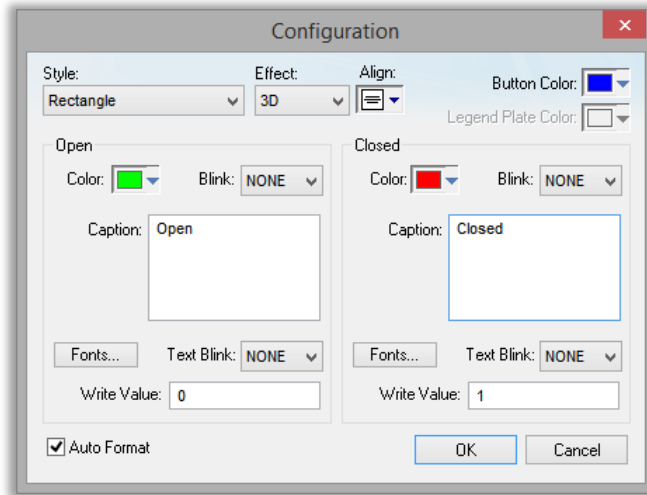 Configuration
Style: Effect: Align:
Rectangle 3D Button Color:
Legend Plate Color:
Open Closed
Color: Blink: NONE Color: Blink: NONE
Caption: Open Caption: Closed
Fonts... Text Blink: NONE Fonts... Text Blink: NONE
Write Value: 0 Write Value: 1
Auto Format OK Cancel